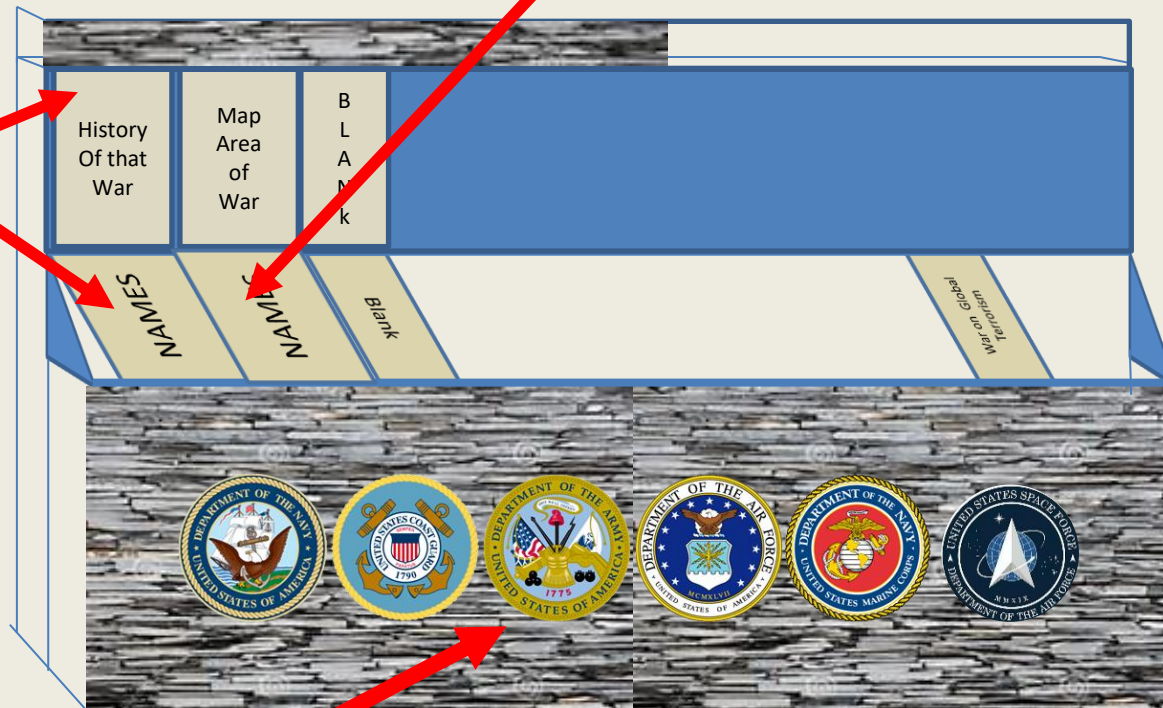 History
Of that
War
Map
Area
of
War
B
L
A
N
k
NAMES
NAMES
Blank
War on Global
Terrorism
DEPARTMENT OF THE NAVY
UNITED STATES OF AMERICA
UNITED STATES COAST GUARD
1790
DEPARTMENT OF THE ARMY
1775
UNITED STATES OF AMERICA
DEPARTMENT OF THE AIR FORCE
MCMXLVII
UNITED STATES OF AMERICA
DEPARTMENT OF THE NAVY
UNITED STATES MARINE CORPS
UNITED STATES SPACE FORCE
MMXIX
DEPARTMENT OF THE AIR FORCE